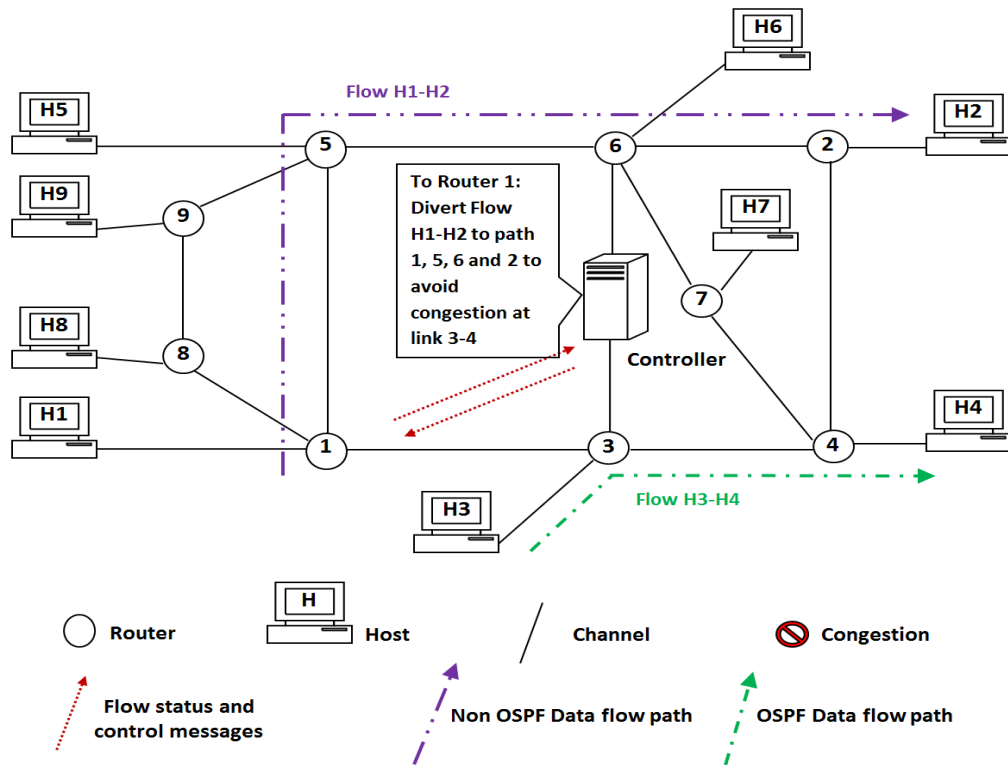 H6
Flow H1-H2
H5
H2
5
6
2
To Router 1:
Divert Flow
H1-H2 to path
1, 5, 6 and 2 to
avoid
congestion at
link 3-4
H9
9
H7
7
H8
8
Controller
H1
H4
1
3
4
H3
Flow H3-H4
H
Router
Host
Channel
Congestion
Flow status and
control messages
Non OSPF Data flow path
OSPF Data flow path